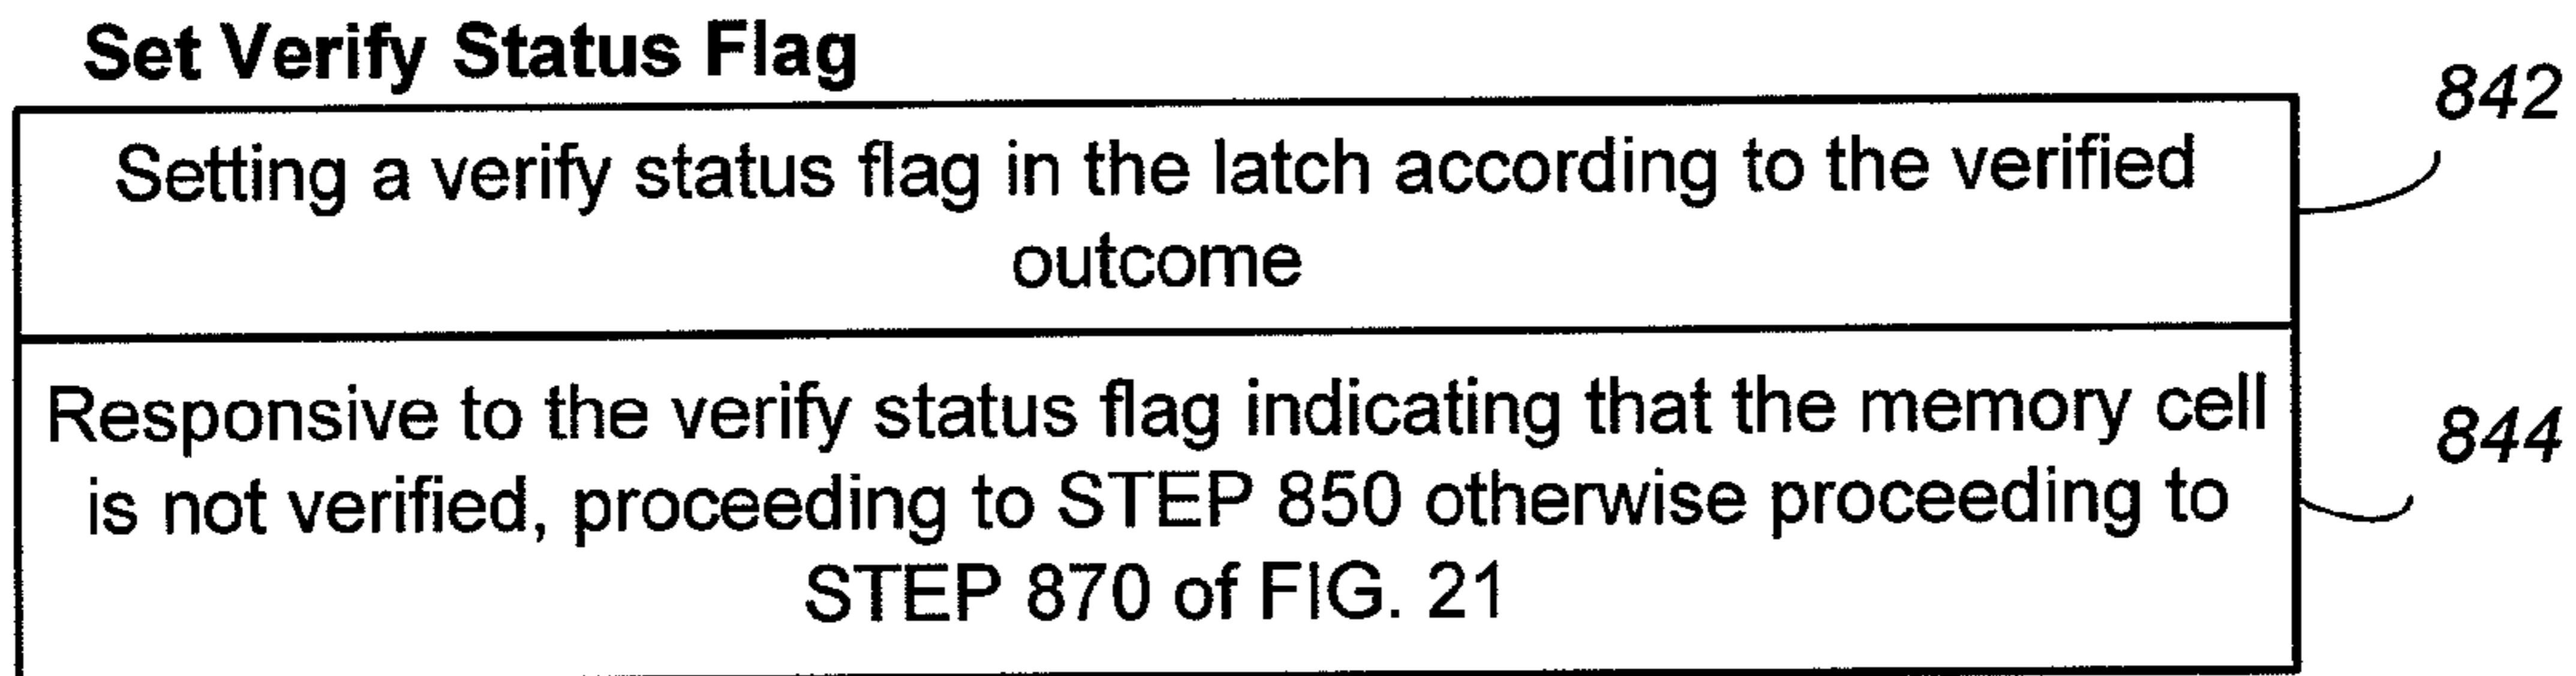 Set Verify Status Flag
842
Setting a verify status flag in the latch according to the verified
outcome
Responsive to the verify status flag indicating that the memory cell
844
is not verified, proceeding to STEP 850 otherwise proceeding to
STEP 870 of FIG. 21